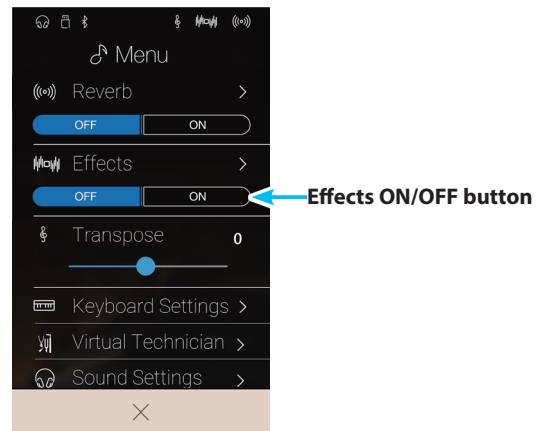 Menu
Reverb
OFF ON
Effects
OFF ON
Effects ON/OFF button
Transpose 0
Keyboard Settings
Virtual Technician
Sound Settings